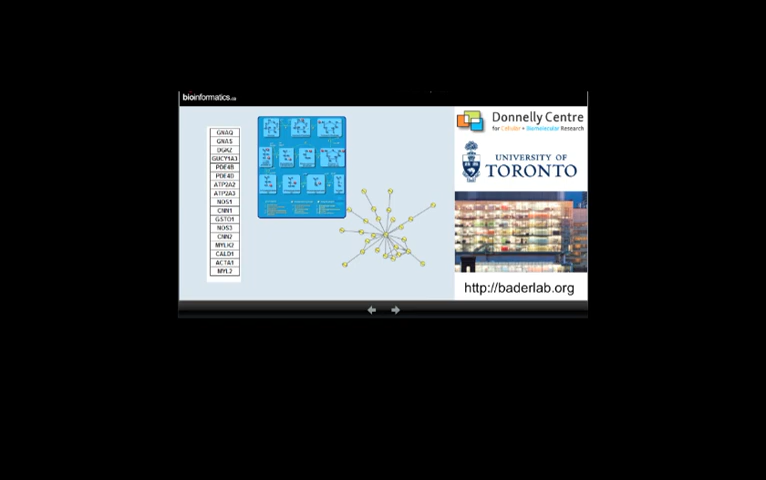 bioinformatics.ca
GNAQ
GNAS
DGKZ
GUCY1A3
PDE4B
PDE4D
ATP2A2
ATP2A3
NOS1
CNN1
GSTO1
NOS3
CNN2
MYLK2
CALD1
ACTA1
MYL2
Donnelly Centre
for Cellular + Biomolecular Research
UNIVERSITY OF
TORONTO
http://baderlab.org